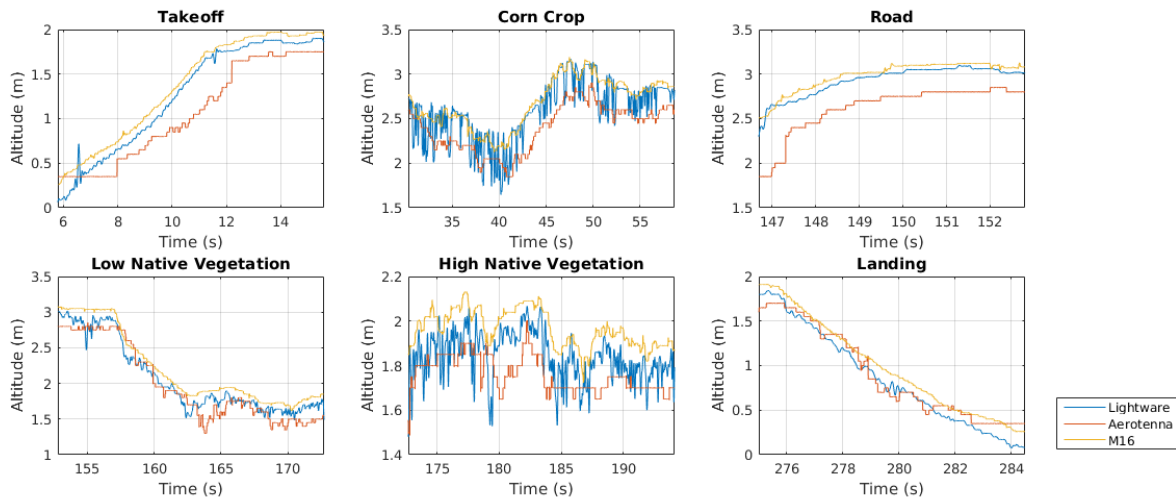 Takeoff
Altitude (m)
2
1.5
1
0.5
0
6 8 10 12 14
Time (s)
Corn Crop
Altitude (m)
3.5
3
2.5
2
1.5
35 40 45 50 55
Time (s)
Road
Altitude (m)
3.5
3
2.5
2
1.5
147 148 149 150 151 152
Time (s)
Low Native Vegetation
Altitude (m)
3.5
3
2.5
2
1.5
1
155 160 165 170
Time (s)
High Native Vegetation
Altitude (m)
2.2
2
1.8
1.6
1.4
175 180 185 190
Time (s)
Landing
Altitude (m)
2
1.5
1
0.5
0
276 278 280 282 284
Time (s)
Lightware
Aerotenna
M16